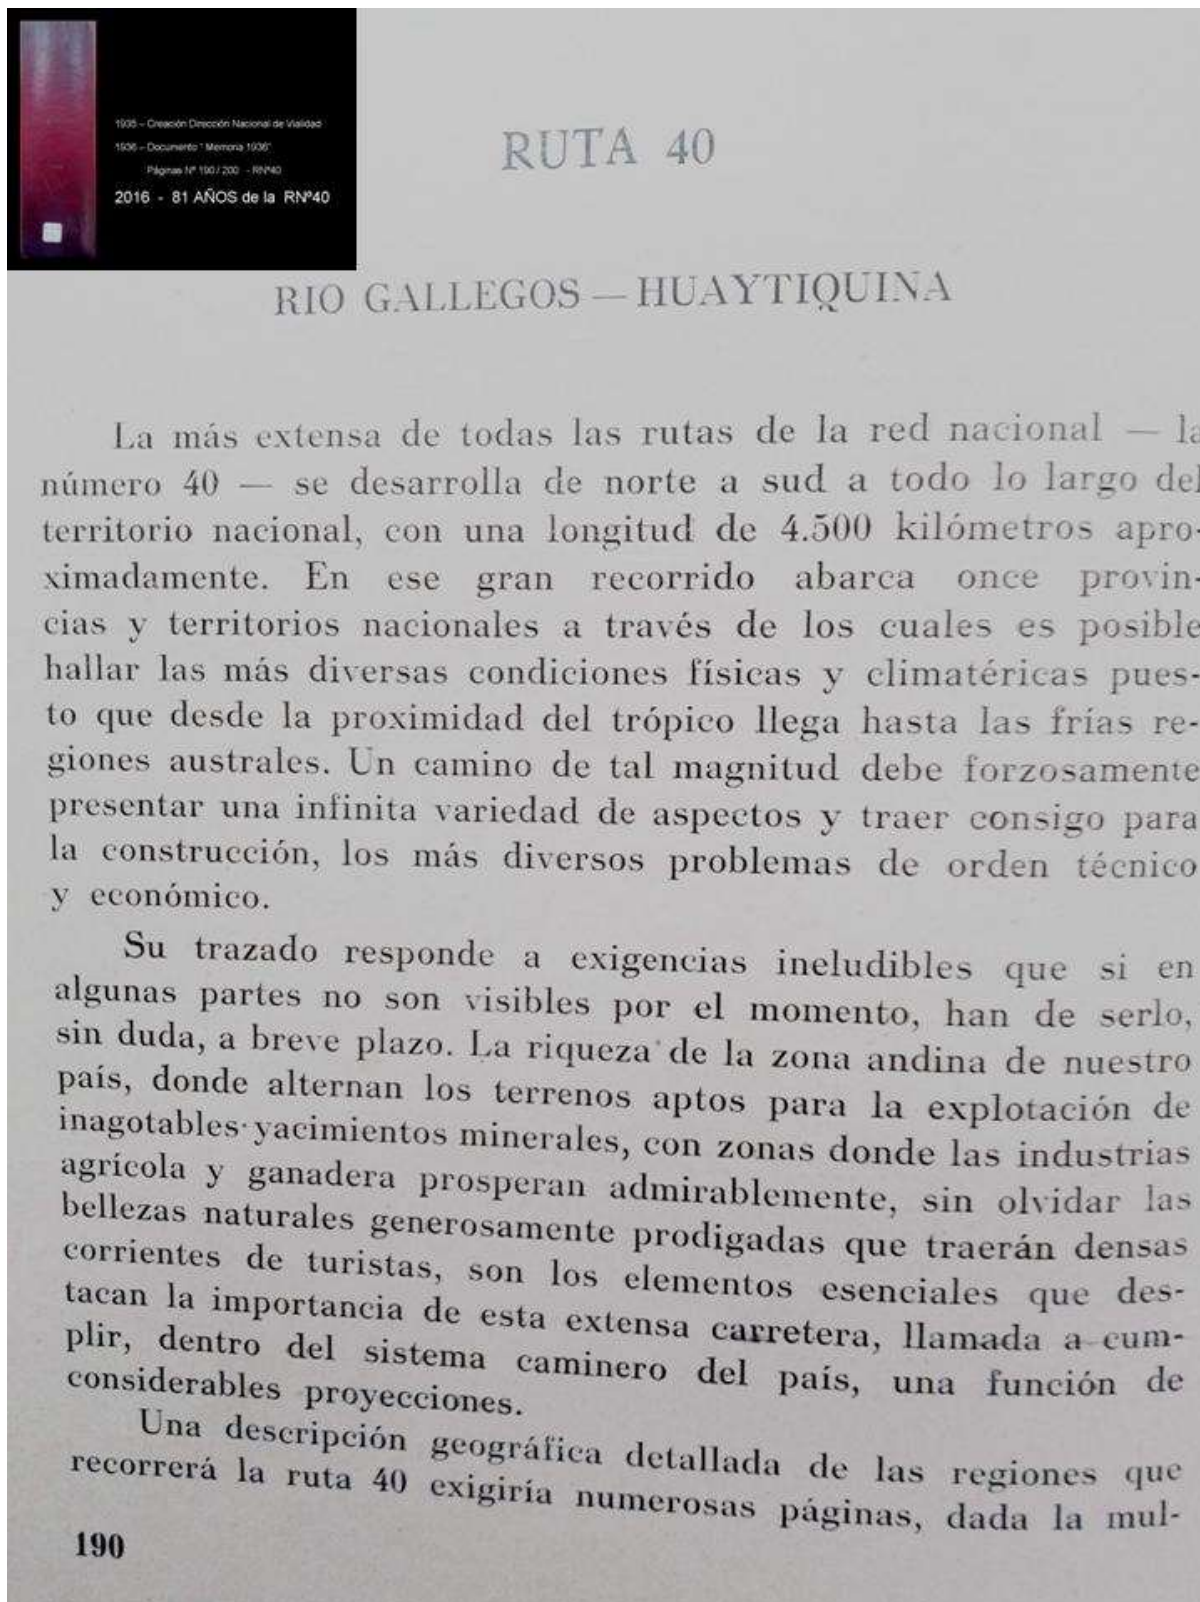 1935 – Creación Dirección Nacional de Vialidad
1936 – Documento " Memoria 1936"
Páginas Nº 190 / 200 - RNº40
2016 - 81 AÑOS de la RNº40
RUTA 40
RIO GALLEGOS — HUAYTIQUINA
La más extensa de todas las rutas de la red nacional — la
número 40 — se desarrolla de norte a sud a todo lo largo del
territorio nacional, con una longitud de 4.500 kilómetros apro-
ximadamente. En ese gran recorrido abarca once provin-
cias y territorios nacionales a través de los cuales es posible
hallar las más diversas condiciones físicas y climatéricas pues-
to que desde la proximidad del trópico llega hasta las frías re-
giones australes. Un camino de tal magnitud debe forzosamente
presentar una infinita variedad de aspectos y traer consigo para
la construcción, los más diversos problemas de orden técnico
y económico.
Su trazado responde a exigencias ineludibles que si en
algunas partes no son visibles por el momento, han de serlo,
sin duda, a breve plazo. La riqueza de la zona andina de nuestro
país, donde alternan los terrenos aptos para la explotación de
inagotables yacimientos minerales, con zonas donde las industrias
agrícola y ganadera prosperan admirablemente, sin olvidar las
bellezas naturales generosamente prodigadas que traerán densas
corrientes de turistas, son los elementos esenciales que des-
tacan la importancia de esta extensa carretera, llamada a cum-
plir, dentro del sistema caminero del país, una función de
considerables proyecciones.
Una descripción geográfica detallada de las regiones que
recorrerá la ruta 40 exigiría numerosas páginas, dada la mul-
190